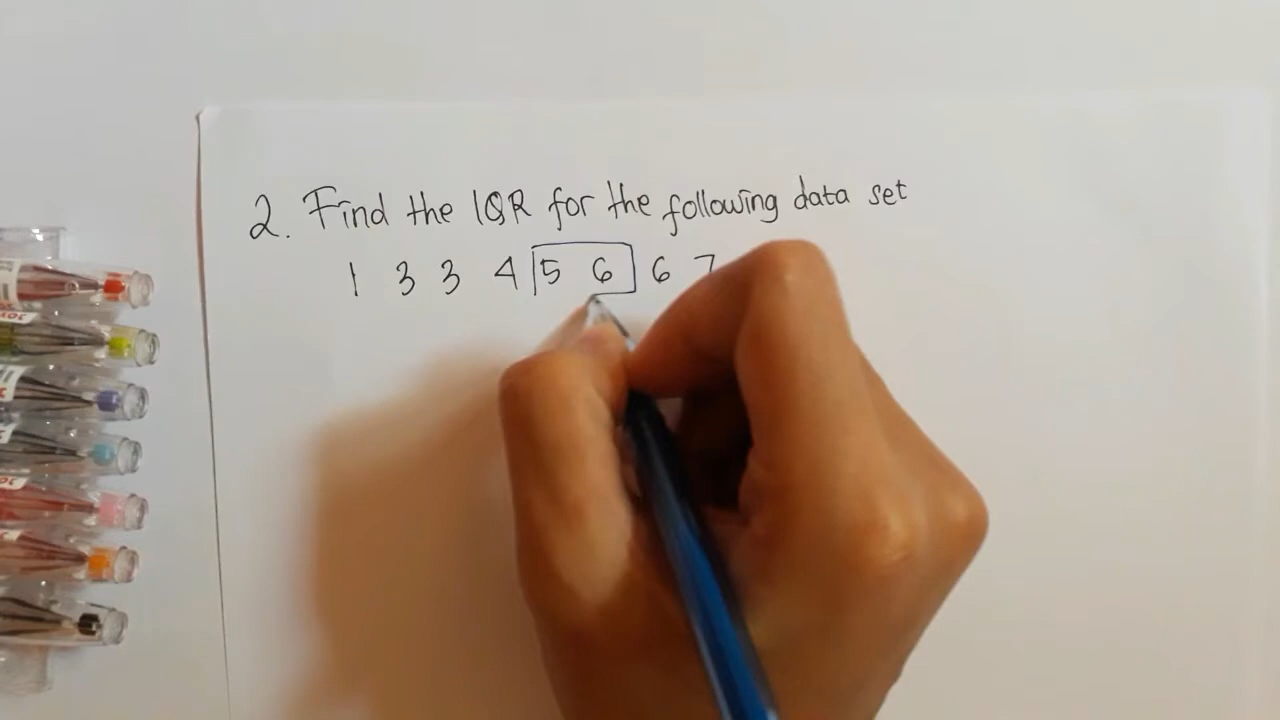 2. Find the IQR for the following data set
1 3 3 4 5 6 6 7